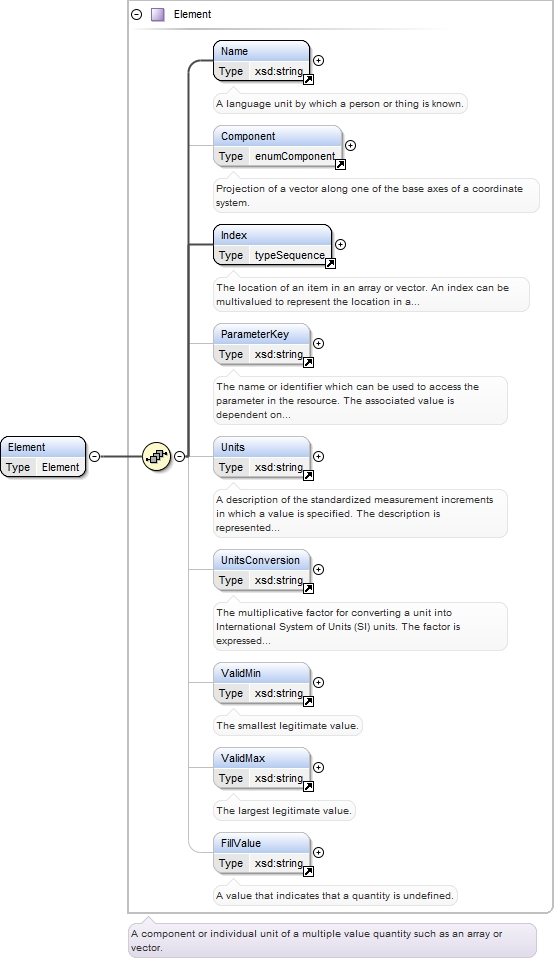 Element
Name
Type xsd:string
A language unit by which a person or thing is known.
Component
Type enumComponent
Projection of a vector along one of the base axes of a coordinate
system.
Index
Type typeSequence
The location of an item in an array or vector. An index can be
multivalued to represent the location in a...
ParameterKey
Type xsd:string
The name or identifier which can be used to access the
parameter in the resource. The associated value is
dependent on...
Element
Type Element
Units
Type xsd:string
A description of the standardized measurement increments
in which a value is specified. The description is
represented...
UnitsConversion
Type xsd:string
The multiplicative factor for converting a unit into
International System of Units (SI) units. The factor is
expressed...
ValidMin
Type xsd:string
The smallest legitimate value.
ValidMax
Type xsd:string
The largest legitimate value.
FillValue
Type xsd:string
A value that indicates that a quantity is undefined.
A component or individual unit of a multiple value quantity such as an array or
vector.